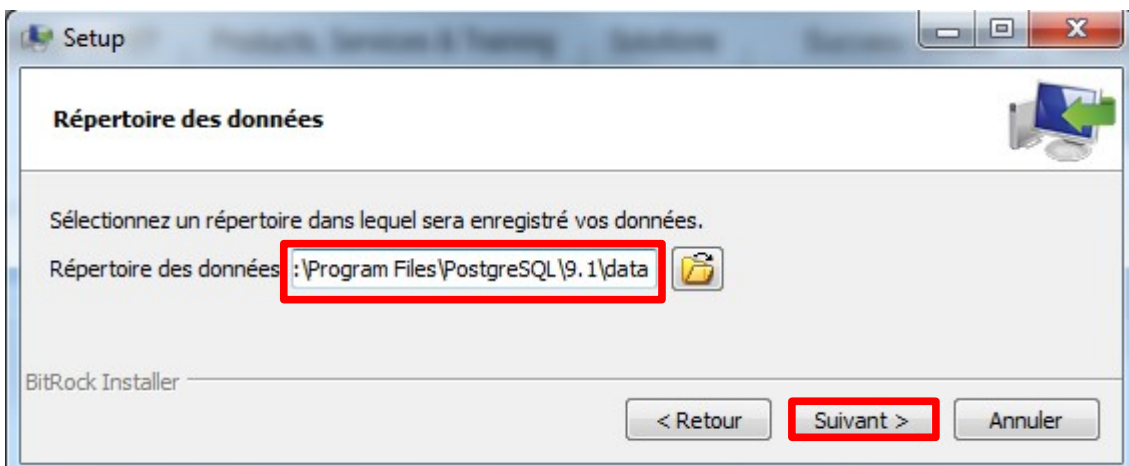 Setup
Répertoire des données
Sélectionnez un répertoire dans lequel sera enregistré vos données.
Répertoire des données :\Program Files\PostgreSQL\9.1\data
BitRock Installer
< Retour Suivant > Annuler